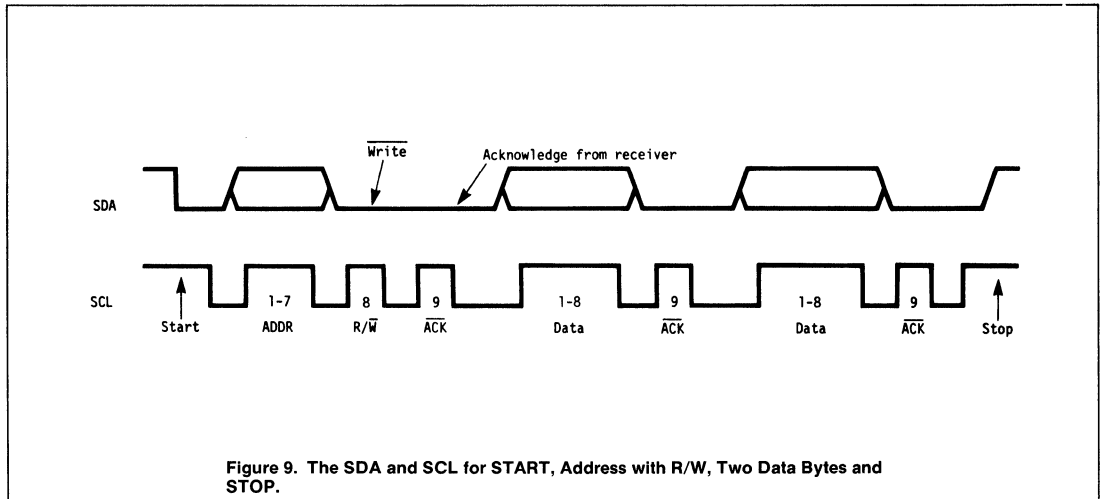 Write
Acknowledge from receiver
SDA
SCL
1-7
8
9
1-8
9
1-8
9
Start
ADDR
R/W
ACK
Data
ACK
Data
ACK
Stop
Figure 9. The SDA and SCL for START, Address with R/W, Two Data Bytes and
STOP.